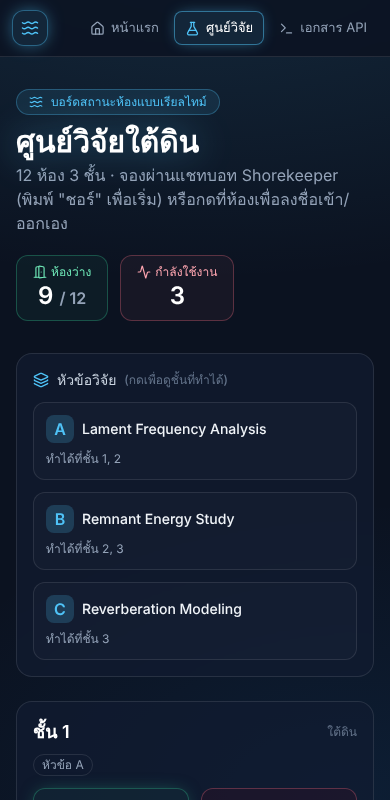 หน้าแรก ศูนย์วิจัย เอกสาร API
บอร์ดสถานะห้องแบบเรียลไทม์
ศูนย์วิจัยใต้ดิน
12 ห้อง 3 ชั้น · จองผ่านแชทบอท Shorekeeper
(พิมพ์ "ชอร์" เพื่อเริ่ม) หรือกดที่ห้องเพื่อลงชื่อเข้า/
ออกเอง
ห้องว่าง
9 / 12
กำลังใช้งาน
3
หัวข้อวิจัย (กดเพื่อดูชั้นที่ทำได้)
A Lament Frequency Analysis
ทำได้ที่ชั้น 1, 2
B Remnant Energy Study
ทำได้ที่ชั้น 2, 3
C Reverberation Modeling
ทำได้ที่ชั้น 3
ชั้น 1 ใต้ดิน
หัวข้อ A